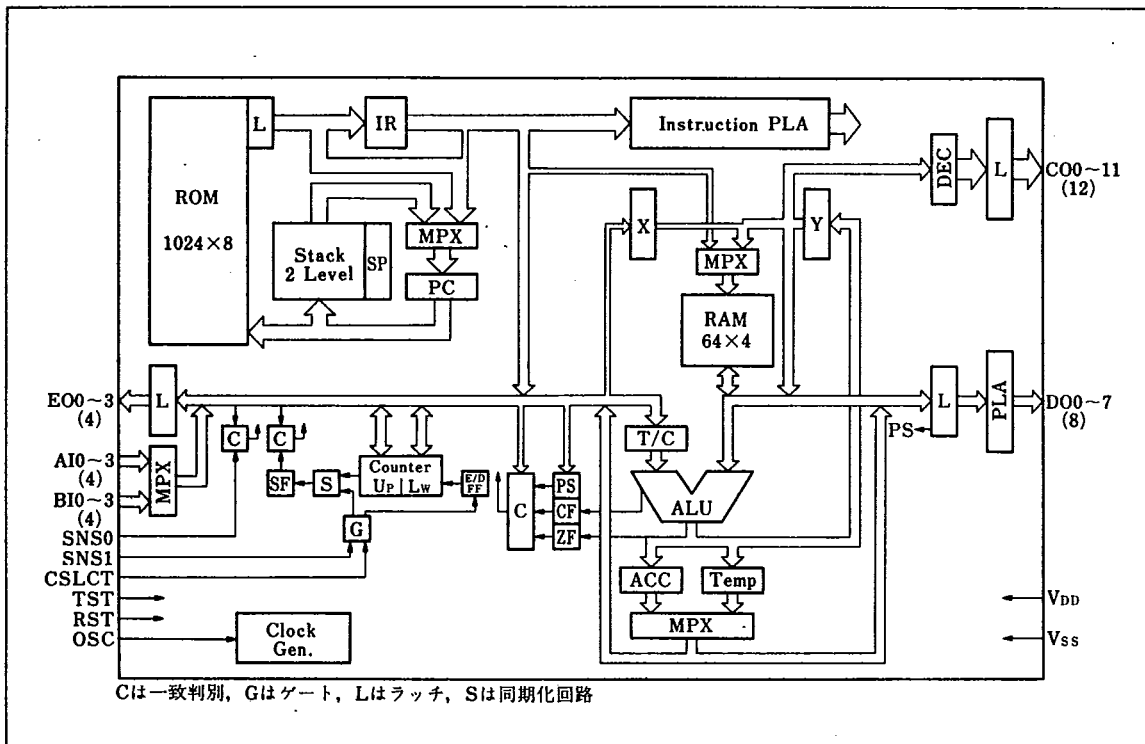 ROM
1024×8
L
IR
Instruction PLA
DEC
L
CO0~11
(12)
Stack
2 Level
SP
MPX
PC
X
Y
MPX
RAM
64×4
EO0~3
(4)
L
AI0~3
(4)
BI0~3
(4)
MPX
SNS0
SNS1
CSLCT
TST
RST
OSC
C
C
SF
S
Counter
UP | LW
E/D
FF
G
C
PS
CF
ZF
T/C
ALU
L
PS
PLA
DO0~7
(8)
ACC
Temp
MPX
Clock
Gen.
VDD
VSS
Cは一致判別, Gはゲート, Lはラッチ, Sは同期化回路